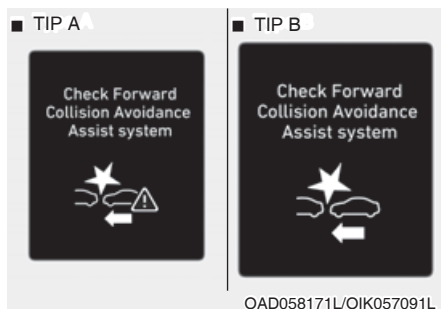 ■ TIP A
Check Forward
Collision Avoidance
Assist system
■ TIP B
Check Forward
Collision Avoidance
Assist system
OAD058171L/OIK057091L